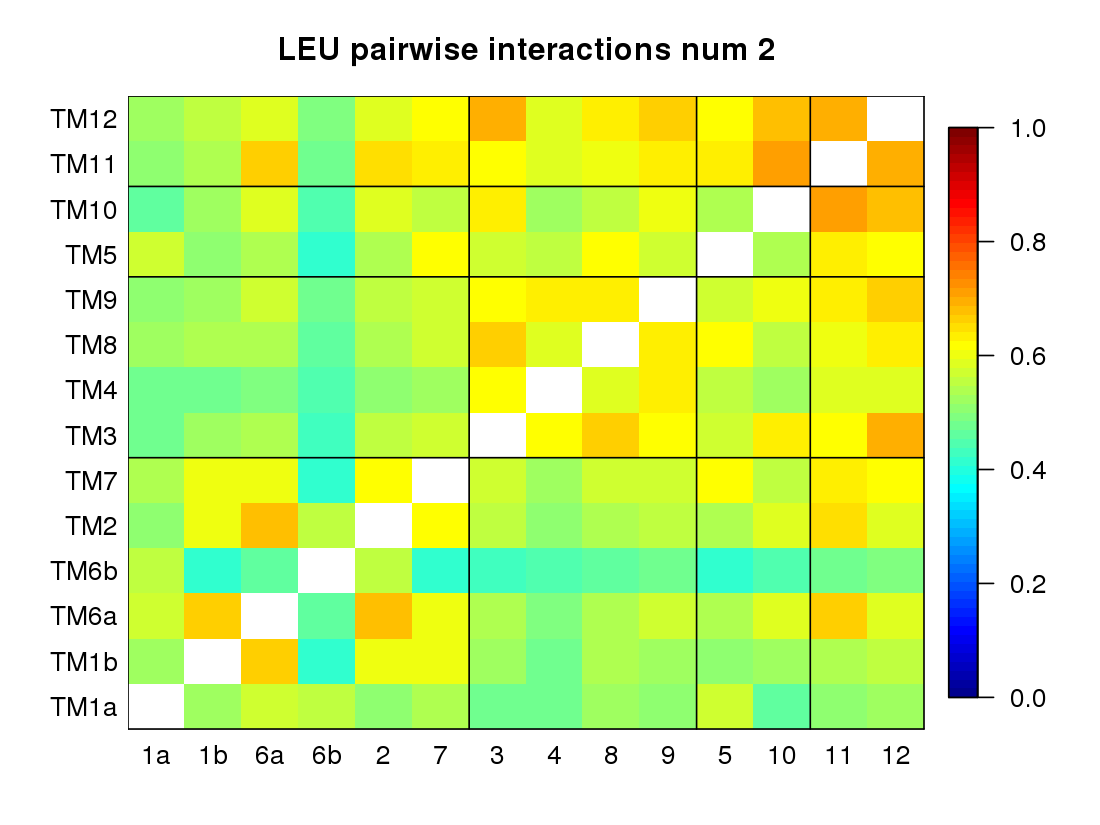 LEU pairwise interactions num 2
TM12
TM11
TM10
TM5
TM9
TM8
TM4
TM3
TM7
TM2
TM6b
TM6a
TM1b
TM1a
1a 1b 6a 6b 2 7 3 4 8 9 5 10 11 12
1.0
0.8
0.6
0.4
0.2
0.0